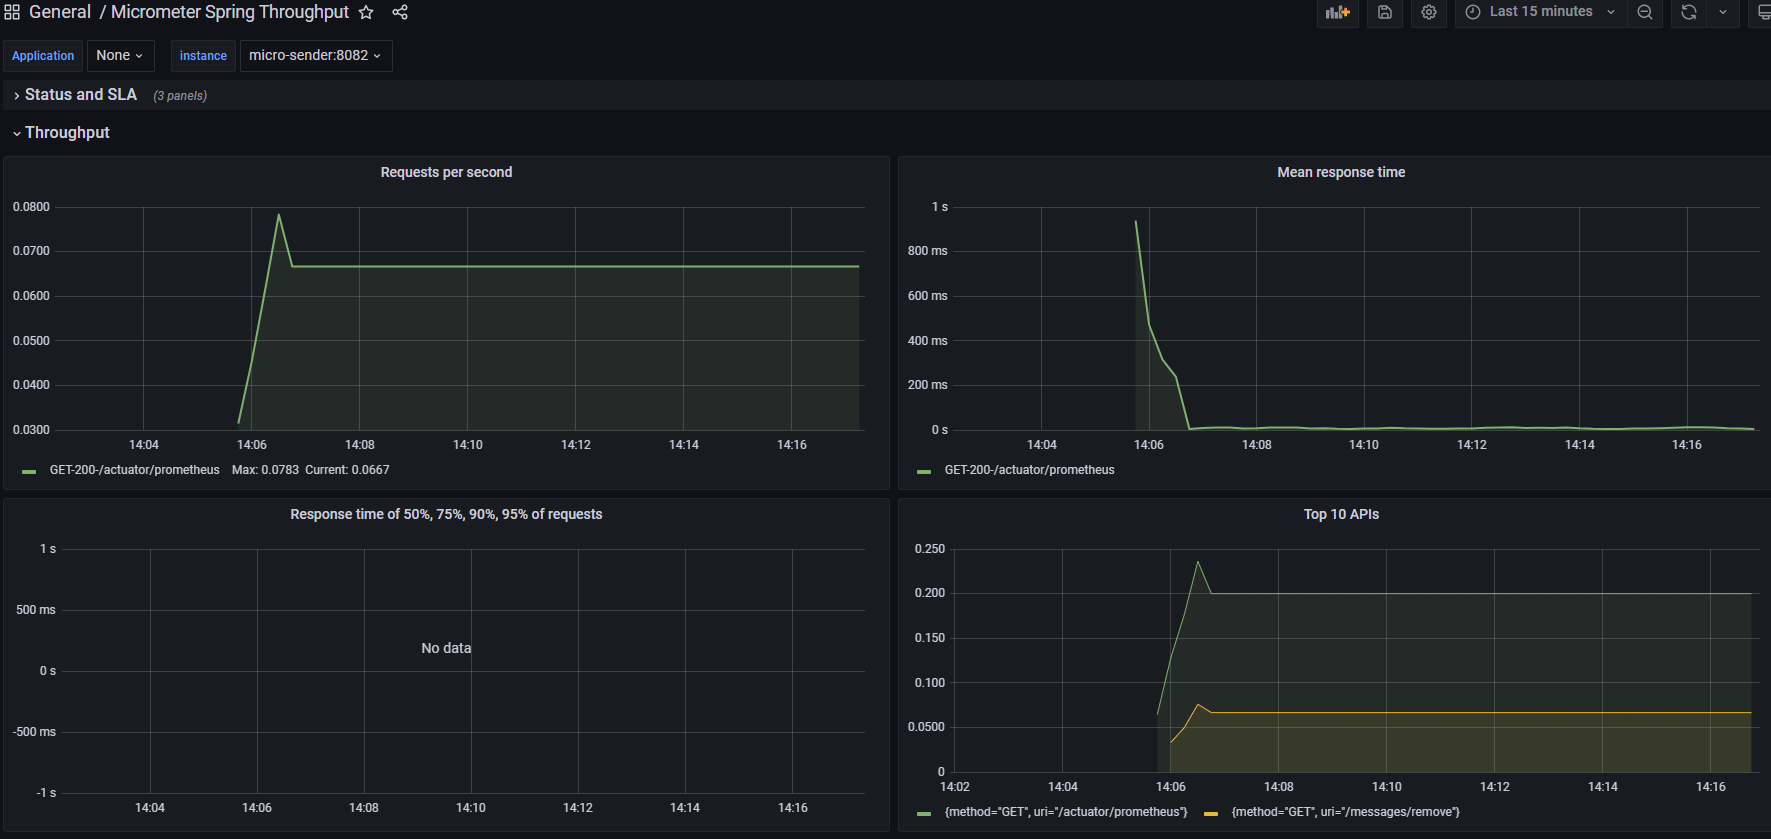 General / Micrometer Spring Throughput
Last 15 minutes
Application None instance micro-sender:8082
Status and SLA (3 panels)
Throughput
Requests per second
0.0800
0.0700
0.0600
0.0500
0.0400
0.0300
14:04 14:06 14:08 14:10 14:12 14:14 14:16
GET-200-/actuator/prometheus Max: 0.0783 Current: 0.0667
Mean response time
1 s
800 ms
600 ms
400 ms
200 ms
0 s
14:04 14:06 14:08 14:10 14:12 14:14 14:16
GET-200-/actuator/prometheus
Response time of 50%, 75%, 90%, 95% of requests
1 s
500 ms
0 s
-500 ms
-1 s
No data
14:04 14:06 14:08 14:10 14:12 14:14 14:16
Top 10 APIs
0.250
0.200
0.150
0.100
0.0500
0
14:02 14:04 14:06 14:08 14:10 14:12 14:14 14:16
{method="GET", uri="/actuator/prometheus"} {method="GET", uri="/messages/remove"}